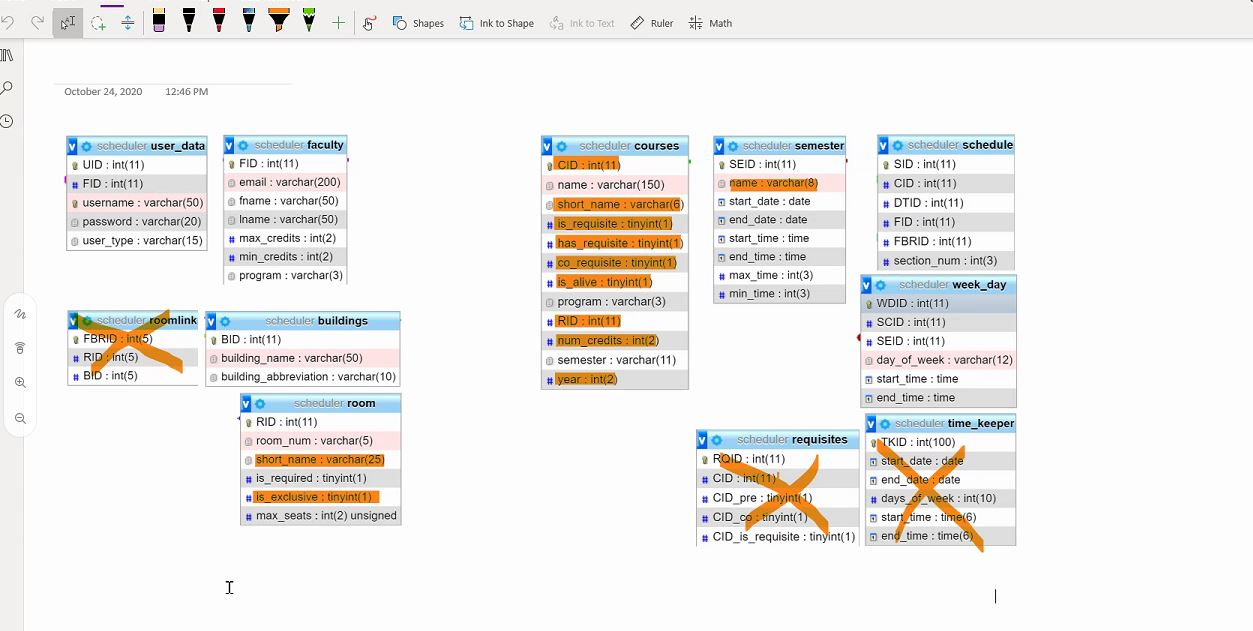 Shapes
Ink to Shape
Ink to Text
Ruler
Math
October 24, 2020 12:46 PM
scheduler user_data
UID : int(11)
FID : int(11)
username : varchar(50)
password : varchar(20)
user_type : varchar(15)
scheduler faculty
FID : int(11)
email : varchar(200)
fname : varchar(50)
lname : varchar(50)
max_credits : int(2)
min_credits : int(2)
program : varchar(3)
scheduler courses
CID : int(11)
name : varchar(150)
short_name : varchar(6)
is_requisite : tinyint(1)
has_requisite : tinyint(1)
co_requisite : tinyint(1)
is_alive : tinyint(1)
program : varchar(3)
RID : int(11)
num_credits : int(2)
semester : varchar(11)
year : int(2)
scheduler semester
SEID : int(11)
name : varchar(8)
start_date : date
end_date : date
start_time : time
end_time : time
max_time : int(3)
min_time : int(3)
scheduler schedule
SID : int(11)
CID : int(11)
DTID : int(11)
FID : int(11)
FBRID : int(11)
section_num : int(3)
scheduler week_day
WDID : int(11)
SCID : int(11)
SEID : int(11)
day_of_week : varchar(12)
start_time : time
end_time : time
scheduler roomlink
FBRID : int(5)
RID : int(5)
BID : int(5)
scheduler buildings
BID : int(11)
building_name : varchar(50)
building_abbreviation : varchar(10)
scheduler room
RID : int(11)
room_num : varchar(5)
short_name : varchar(25)
is_required : tinyint(1)
is_exclusive : tinyint(1)
max_seats : int(2) unsigned
scheduler requisites
RQID : int(11)
CID : int(11)
CID_pre : tinyint(1)
CID_co : tinyint(1)
CID_is_requisite : tinyint(1)
scheduler time_keeper
TKID : int(100)
start_date : date
end_date : date
days_of_week : int(10)
start_time : time(6)
end_time : time(6)